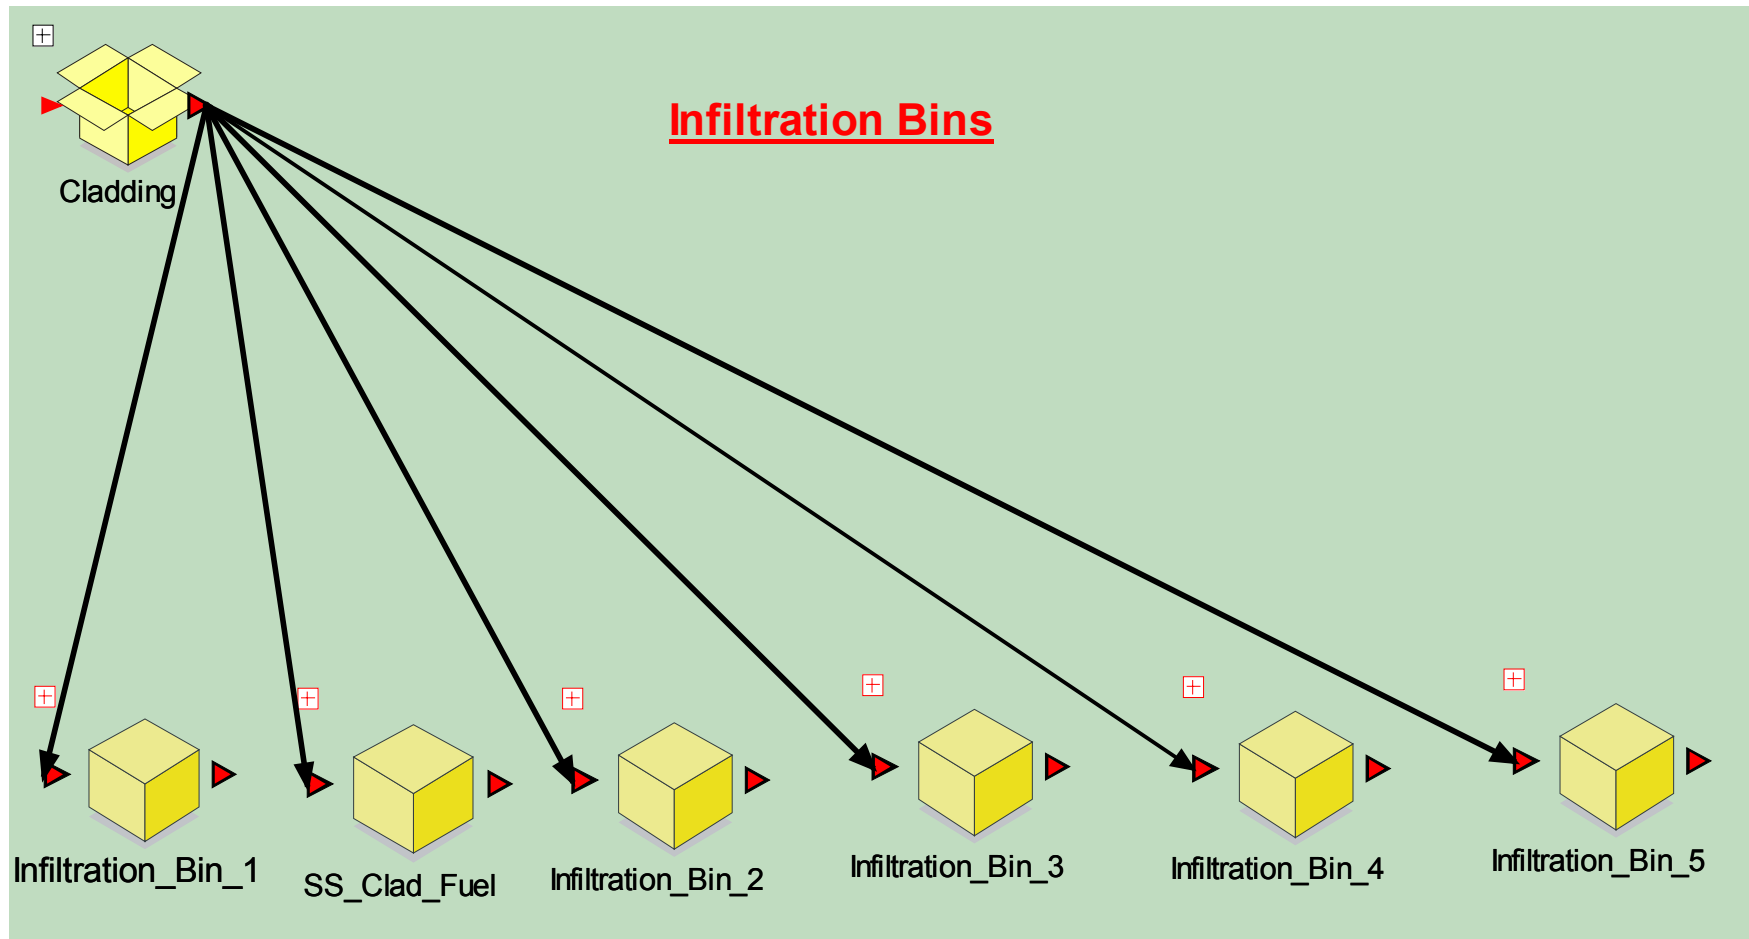 Infiltration Bins
Cladding
Infiltration_Bin_1
SS_Clad_Fuel
Infiltration_Bin_2
Infiltration_Bin_3
Infiltration_Bin_4
Infiltration_Bin_5